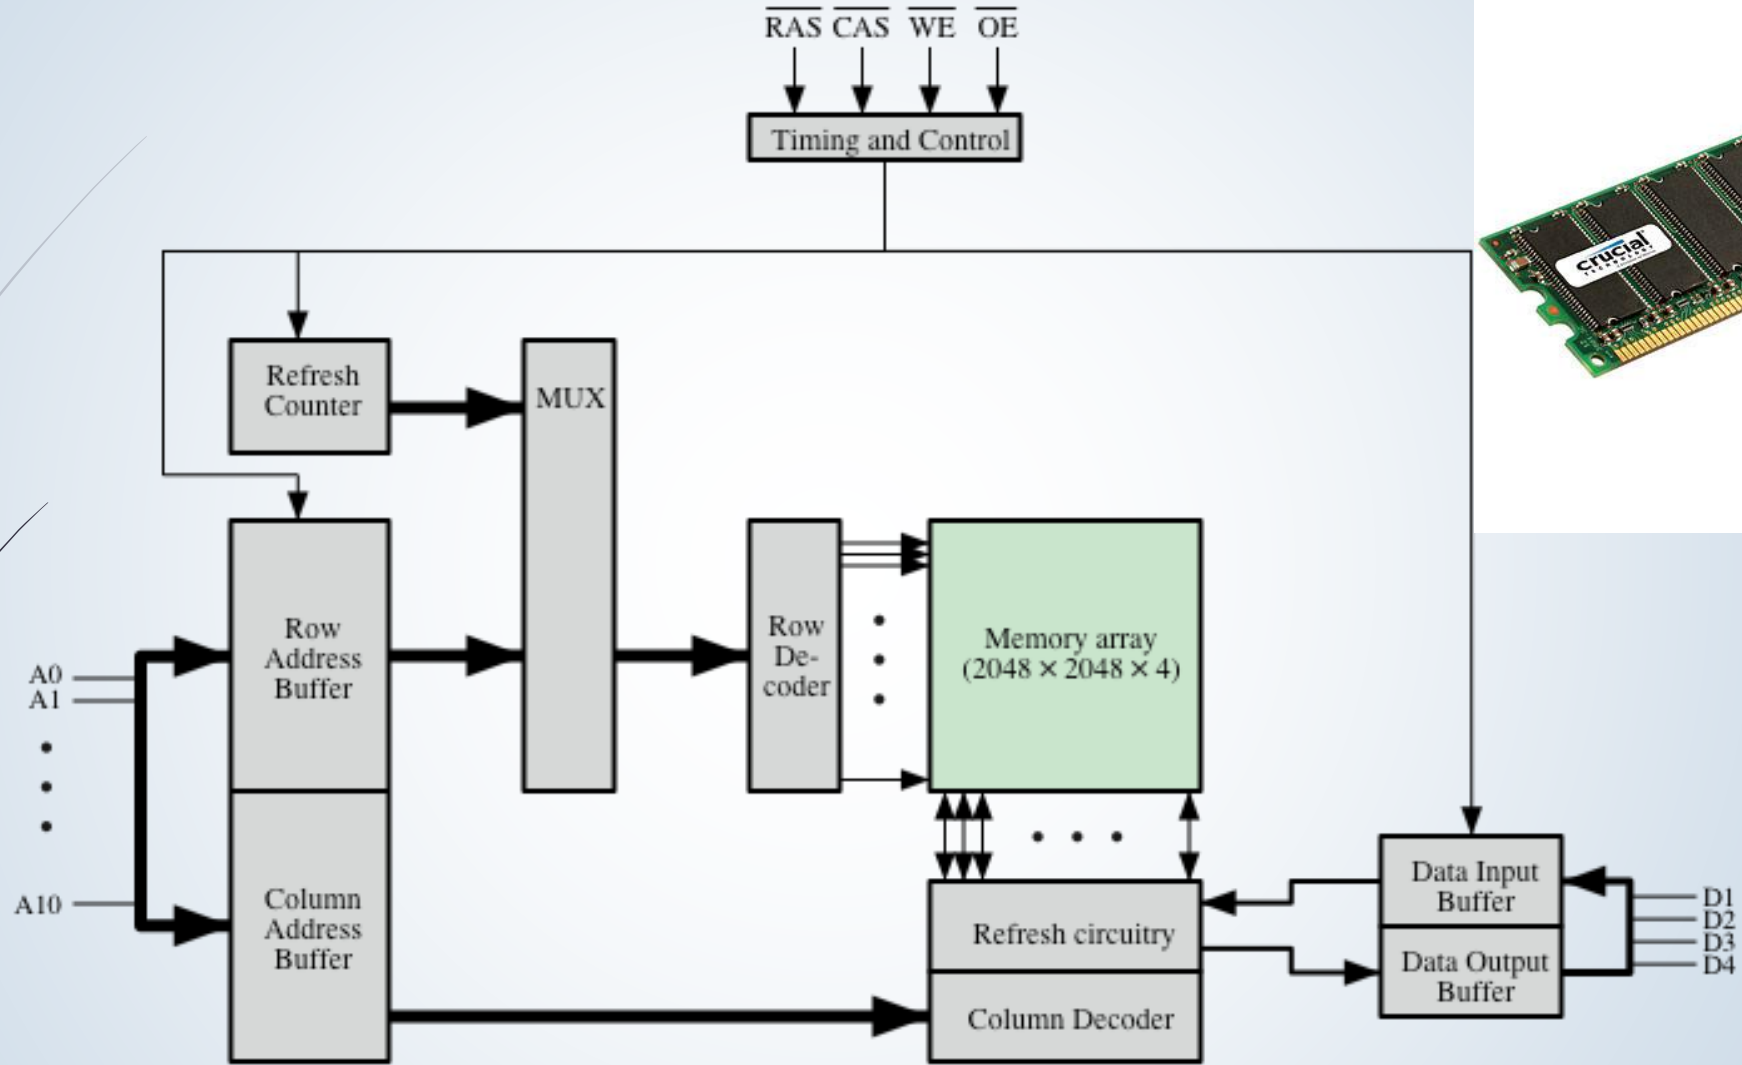 RAS CAS WE OE
Timing and Control
crucial
TECHNOLOGY
Refresh
Counter
MUX
Row
Address
Buffer
Row
De-
coder
Memory array
(2048 × 2048 × 4)
A0
A1
A10
Column
Address
Buffer
Refresh circuitry
Column Decoder
Data Input
Buffer
Data Output
Buffer
D1
D2
D3
D4